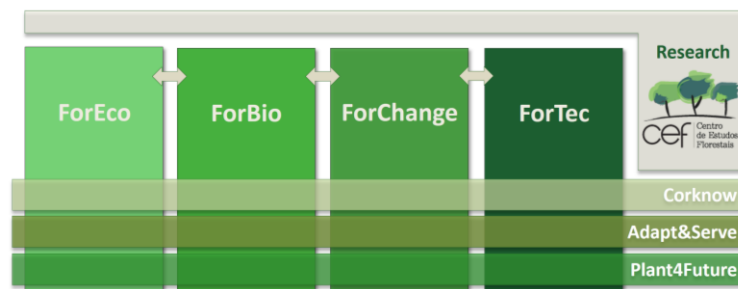 Research
ForEco
ForBio
ForChange
ForTec
cef
Centro
de Estudos
Florestais
Corknow
Adapt&Serve
Plant4Future